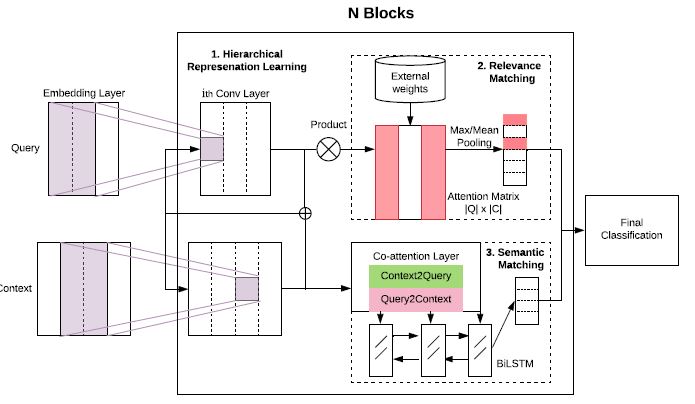 N Blocks
1. Hierarchical
Represenation Learning
2. Relevance
Matching
External
weights
Embedding Layer
ith Conv Layer
Query
Product
Max/Mean
Pooling
Attention Matrix
|Q| x |C|
Final
Classification
Context
Co-attention Layer
Context2Query
Query2Context
3. Semantic
Matching
BiLSTM